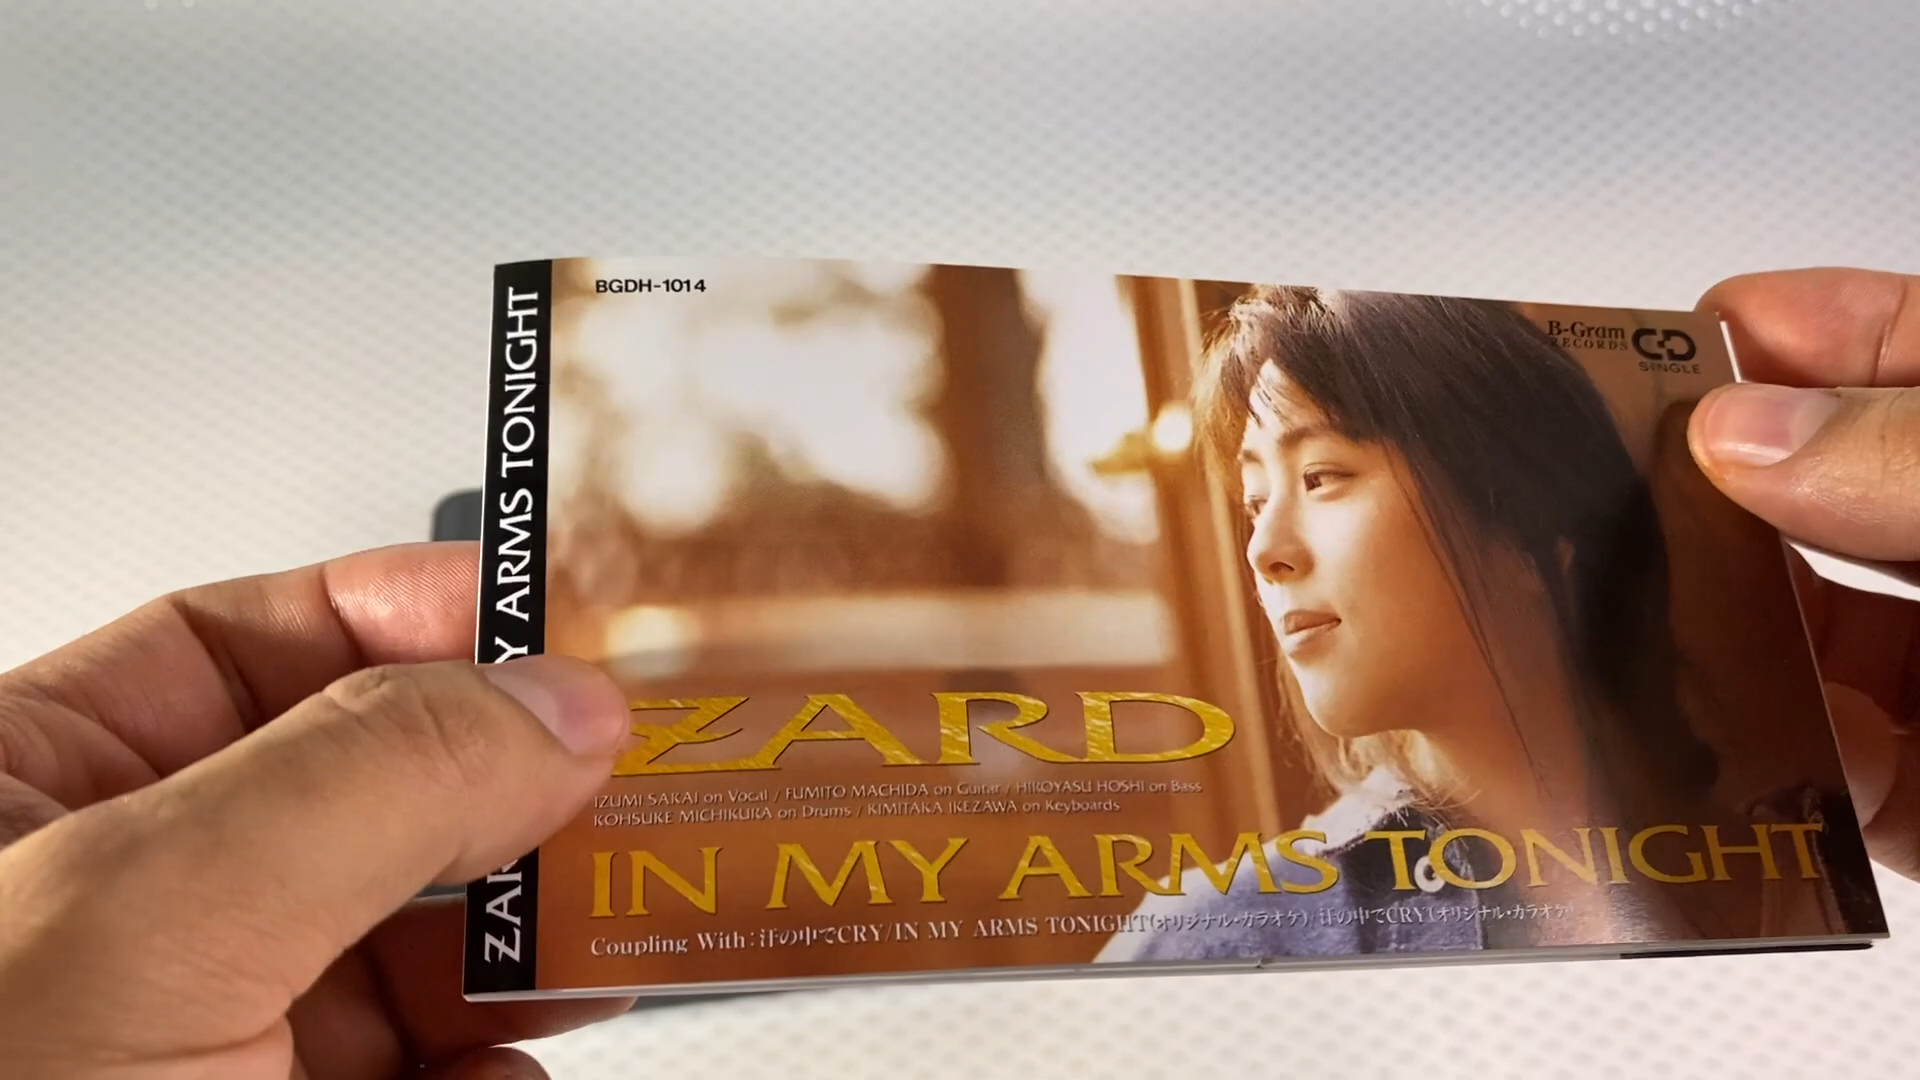 BGDH-1014
B-Gram
RECORDS
CD
SINGLE
Y ARMS TONIGHT
ZARD
IZUMI SAKAI on Vocal / FUMITO MACHIDA on Guitar / HIROYASU HOSHI on Bass
KOHSUKE MICHIKURA on Drums / KIMITAKA IKEZAWA on Keyboards
IN MY ARMS TONIGHT
Coupling With:汗の中でCRY/IN MY ARMS TONIGHT(オリジナル・カラオケ)/汗の中でCRY(オリジナル・カラオケ)